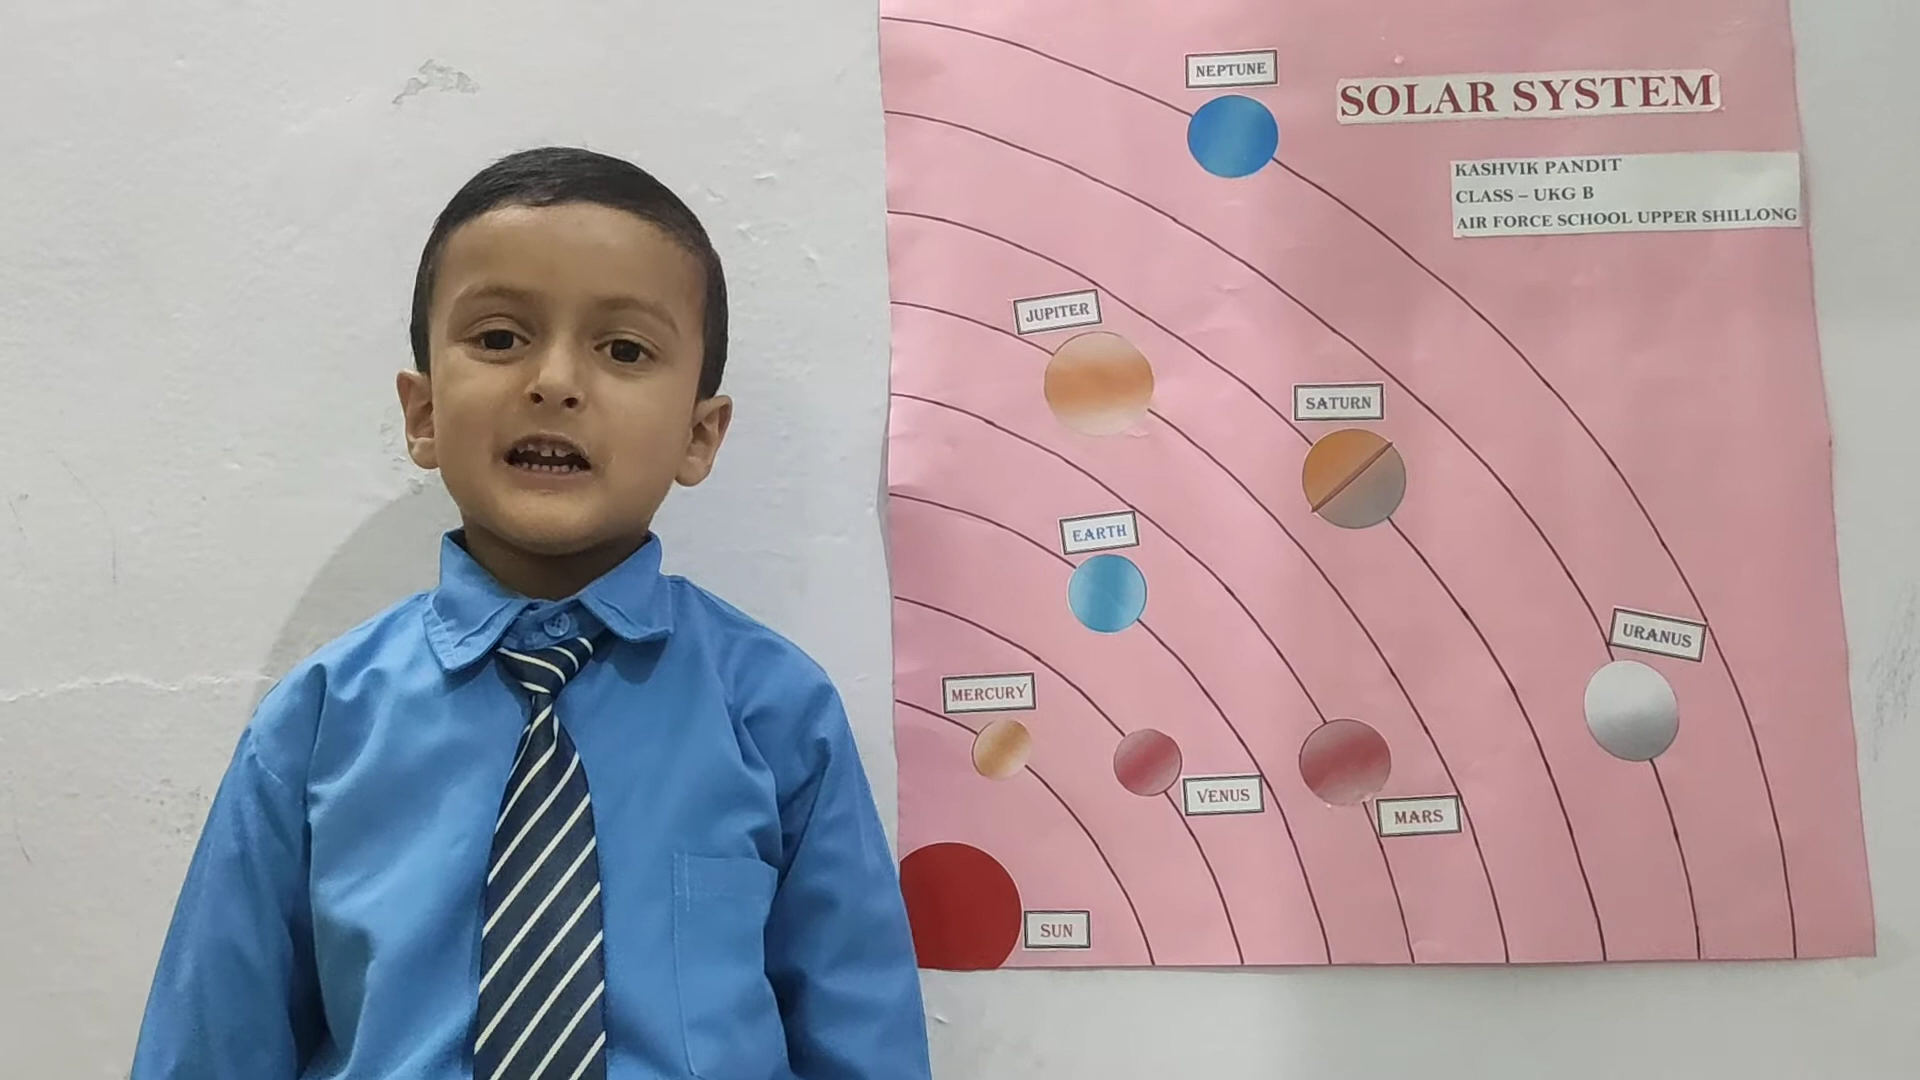 NEPTUNE
SOLAR SYSTEM
KASHVIK PANDIT
CLASS – UKG B
AIR FORCE SCHOOL UPPER SHILLONG
JUPITER
SATURN
EARTH
URANUS
MERCURY
VENUS
MARS
SUN